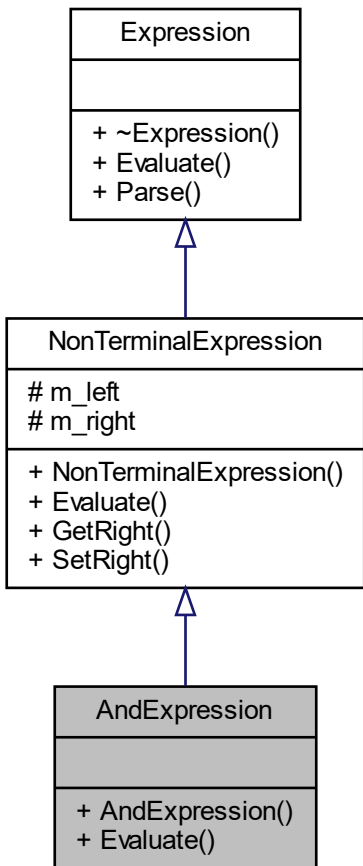 Expression
+ ~Expression()
+ Evaluate()
+ Parse()
NonTerminalExpression
# m_left
# m_right
+ NonTerminalExpression()
+ Evaluate()
+ GetRight()
+ SetRight()
AndExpression
+ AndExpression()
+ Evaluate()